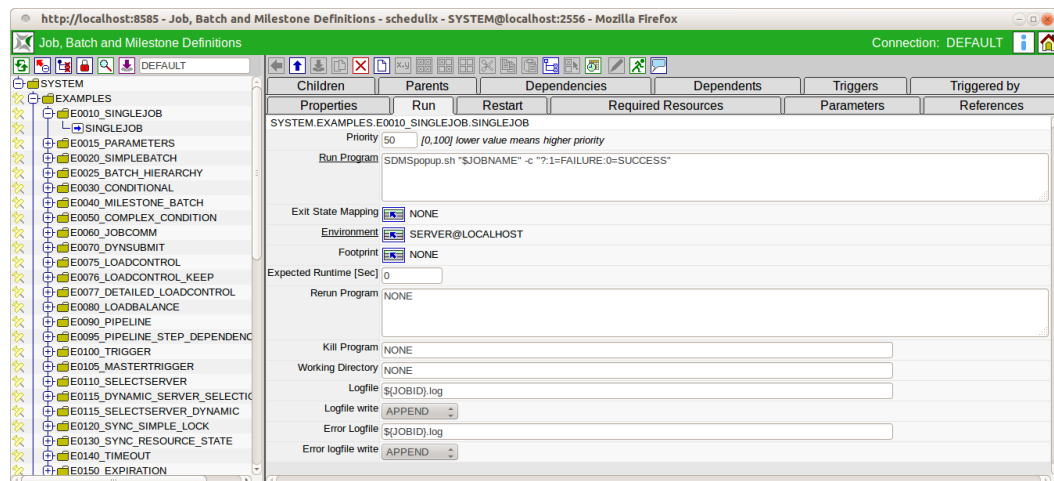 http://localhost:8585 - Job, Batch and Milestone Definitions - schedulix - SYSTEM@localhost:2556 - Mozilla Firefox
Job, Batch and Milestone Definitions
Connection: DEFAULT
DEFAULT
SYSTEM
EXAMPLES
E0010_SINGLEJOB
SINGLEJOB
E0015_PARAMETERS
E0020_SIMPLEBATCH
E0025_BATCH_HIERARCHY
E0030_CONDITIONAL
E0040_MILESTONE_BATCH
E0050_COMPLEX_CONDITION
E0060_JOBCOMM
E0070_DYNSUBMIT
E0075_LOADCONTROL
E0076_LOADCONTROL_KEEP
E0077_DETAILED_LOADCONTROL
E0080_LOADBALANCE
E0090_PIPELINE
E0095_PIPELINE_STEP_DEPENDENC
E0100_TRIGGER
E0105_MASTERTRIGGER
E0110_SELECTSERVER
E0115_DYNAMIC_SERVER_SELECTIO
E0115_SELECTSERVER_DYNAMIC
E0120_SYNC_SIMPLE_LOCK
E0130_SYNC_RESOURCE_STATE
E0140_TIMEOUT
E0150_EXPIRATION
Children Parents Dependencies Dependents Triggers Triggered by
Properties Run Restart Required Resources Parameters References
SYSTEM.EXAMPLES.E0010_SINGLEJOB.SINGLEJOB
Priority 50 [0,100] lower value means higher priority
Run Program SDMSpopup.sh "$JOBNAME" -c "?:1=FAILURE:0=SUCCESS"
Exit State Mapping NONE
Environment SERVER@LOCALHOST
Footprint NONE
Expected Runtime [Sec] 0
Rerun Program NONE
Kill Program NONE
Working Directory NONE
Logfile ${JOBID}.log
Logfile write APPEND
Error Logfile ${JOBID}.log
Error logfile write APPEND